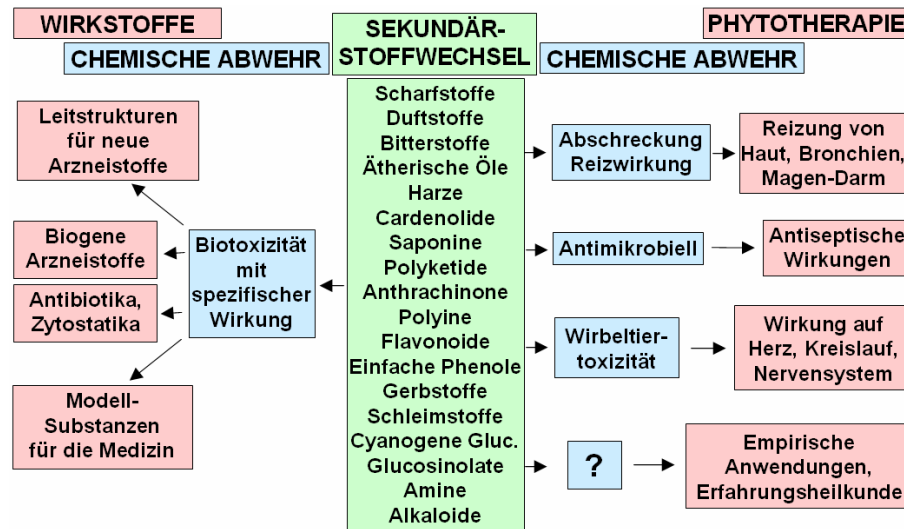 WIRKSTOFFE
CHEMISCHE ABWEHR
SEKUNDÄR-
STOFFWECHSEL
PHYTOTHERAPIE
CHEMISCHE ABWEHR
Leitstrukturen
für neue
Arzneistoffe
Biogene
Arzneistoffe
Antibiotika,
Zytostatika
Modell-
Substanzen
für die Medizin
Biotoxizität
mit
spezifischer
Wirkung
Scharfstoffe
Duftstoffe
Bitterstoffe
Ätherische Öle
Harze
Cardenolide
Saponine
Polyketide
Anthrachinone
Polyine
Flavonoide
Einfache Phenole
Gerbstoffe
Schleimstoffe
Cyanogene Gluc.
Glucosinolate
Amine
Alkaloide
Abschreckung
Reizwirkung
Reizung von
Haut, Bronchien,
Magen-Darm
Antimikrobiell
Antiseptische
Wirkungen
Wirbeltier-
toxizität
Wirkung auf
Herz, Kreislauf,
Nervensystem
?
Empirische
Anwendungen,
Erfahrungsheilkunde